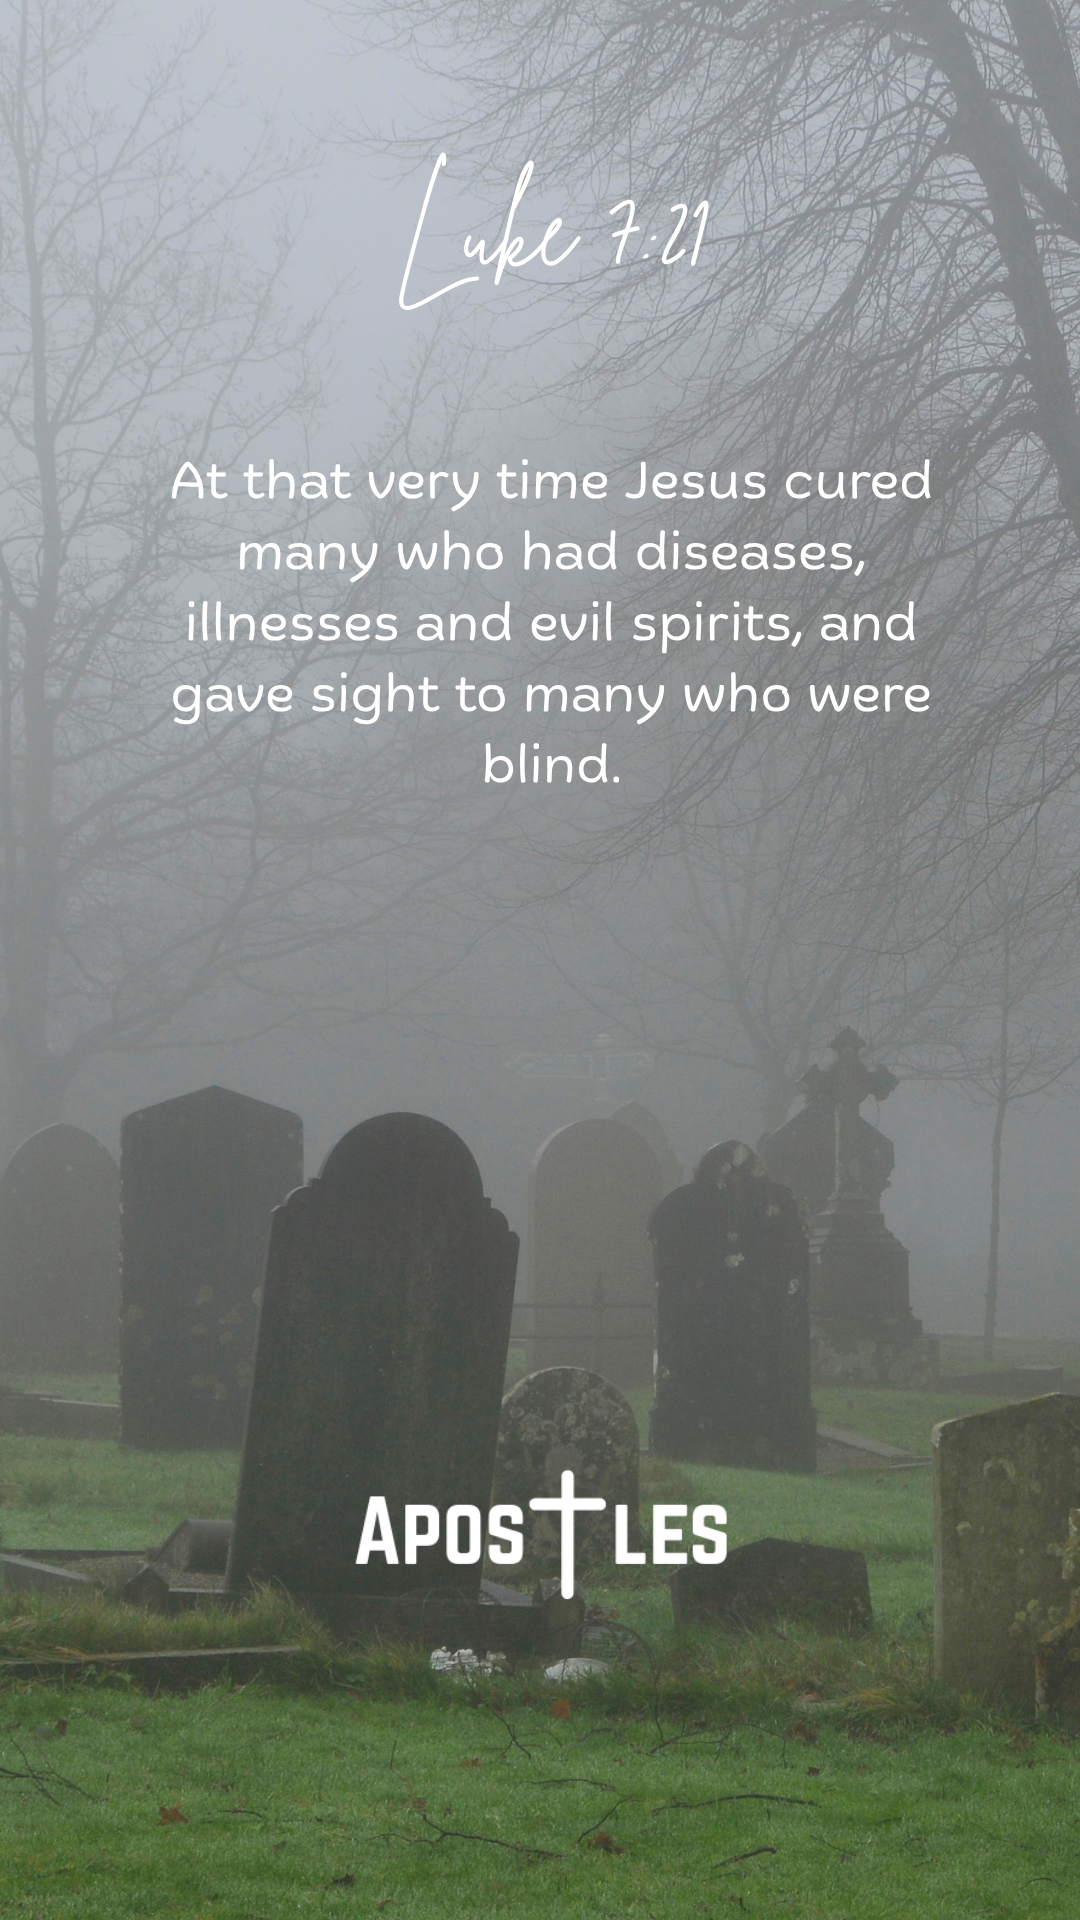 Luke 7:21
At that very time Jesus cured
many who had diseases,
illnesses and evil spirits, and
gave sight to many who were
blind.
APOSTLES